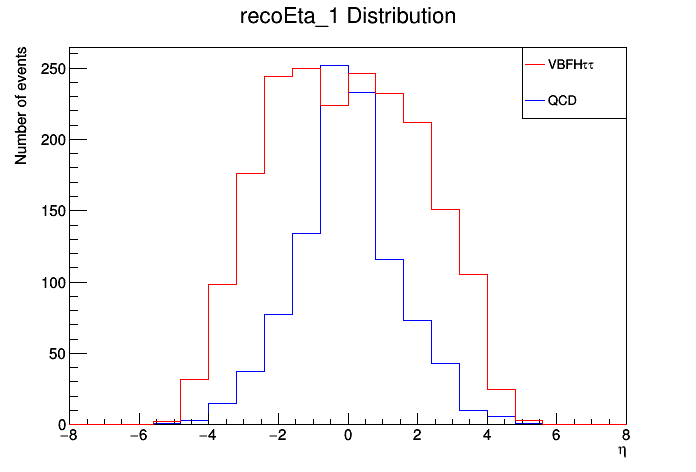 recoEta_1 Distribution
Number of events
VBFHττ
QCD
250
200
150
100
50
0
−8 −6 −4 −2 0 2 4 6 8
η